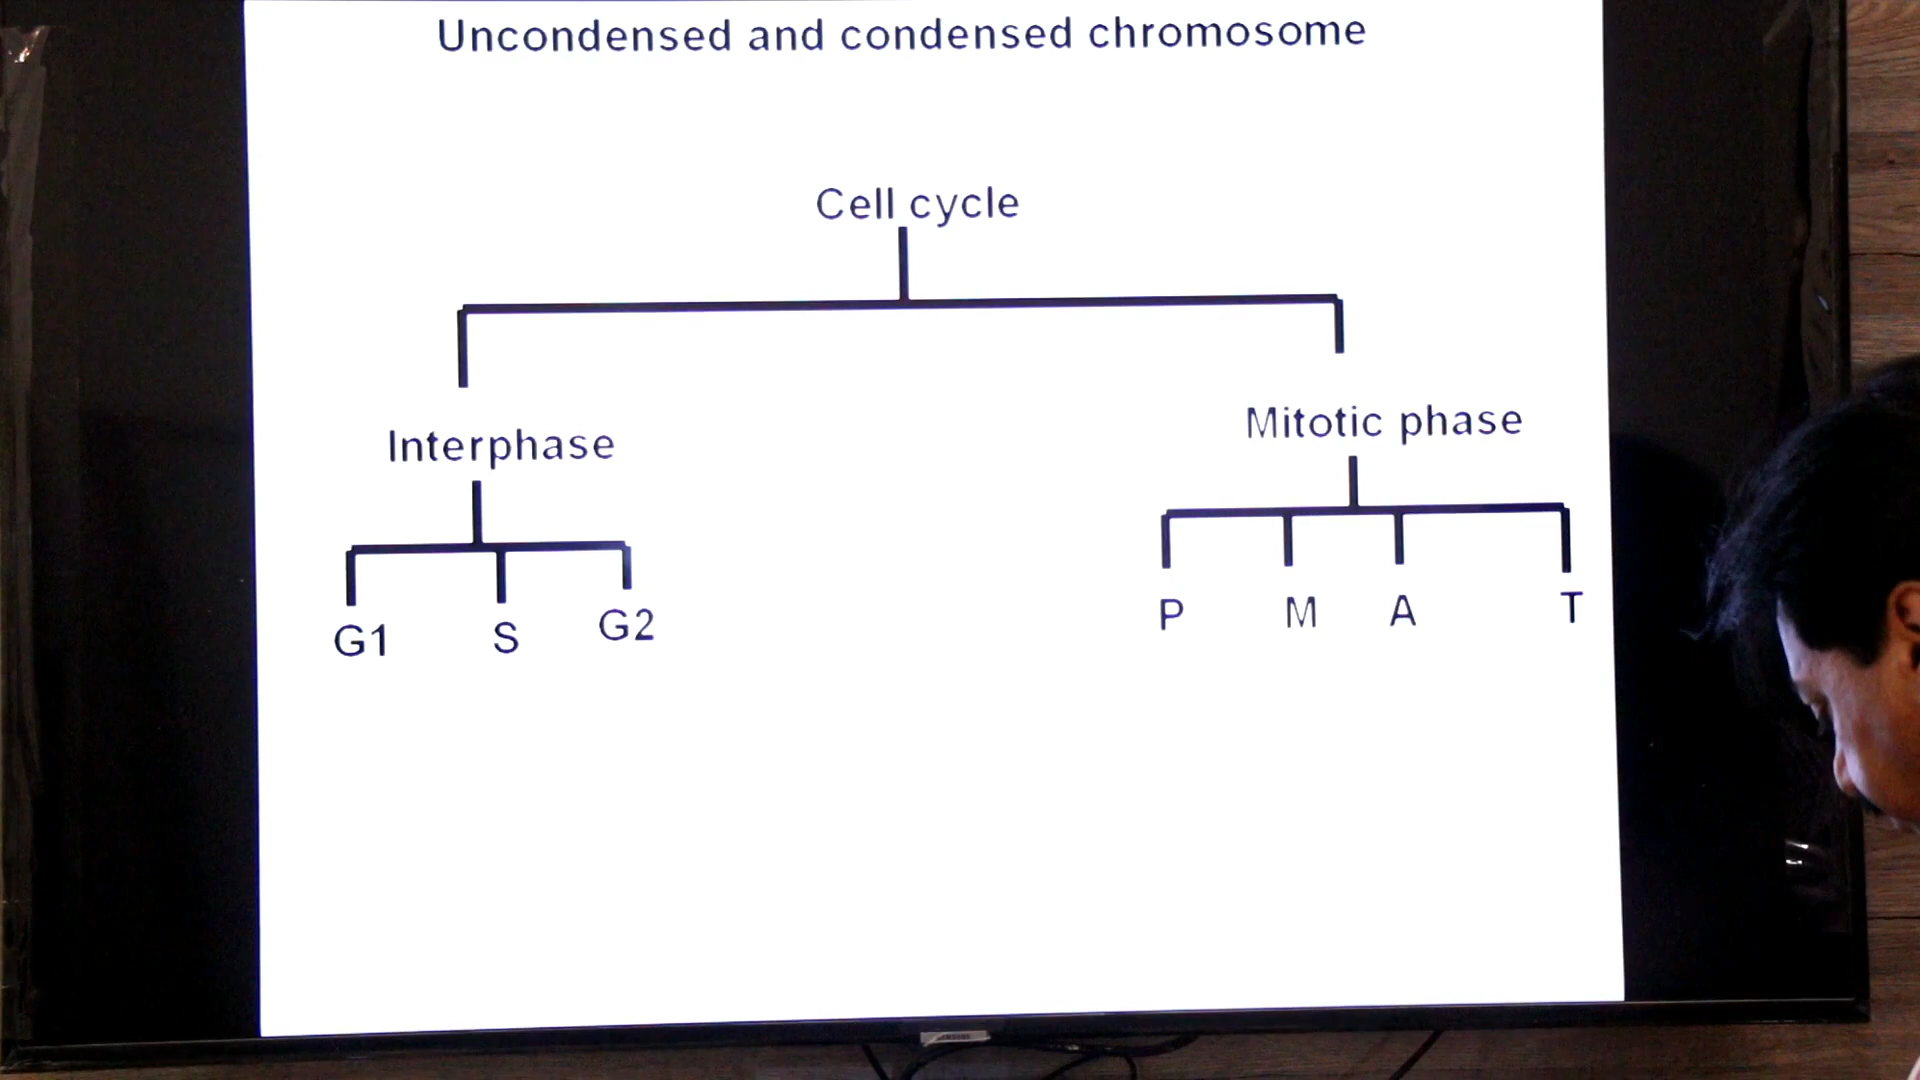 Uncondensed and condensed chromosome
Cell cycle
Interphase
Mitotic phase
G1 S G2
P M A T